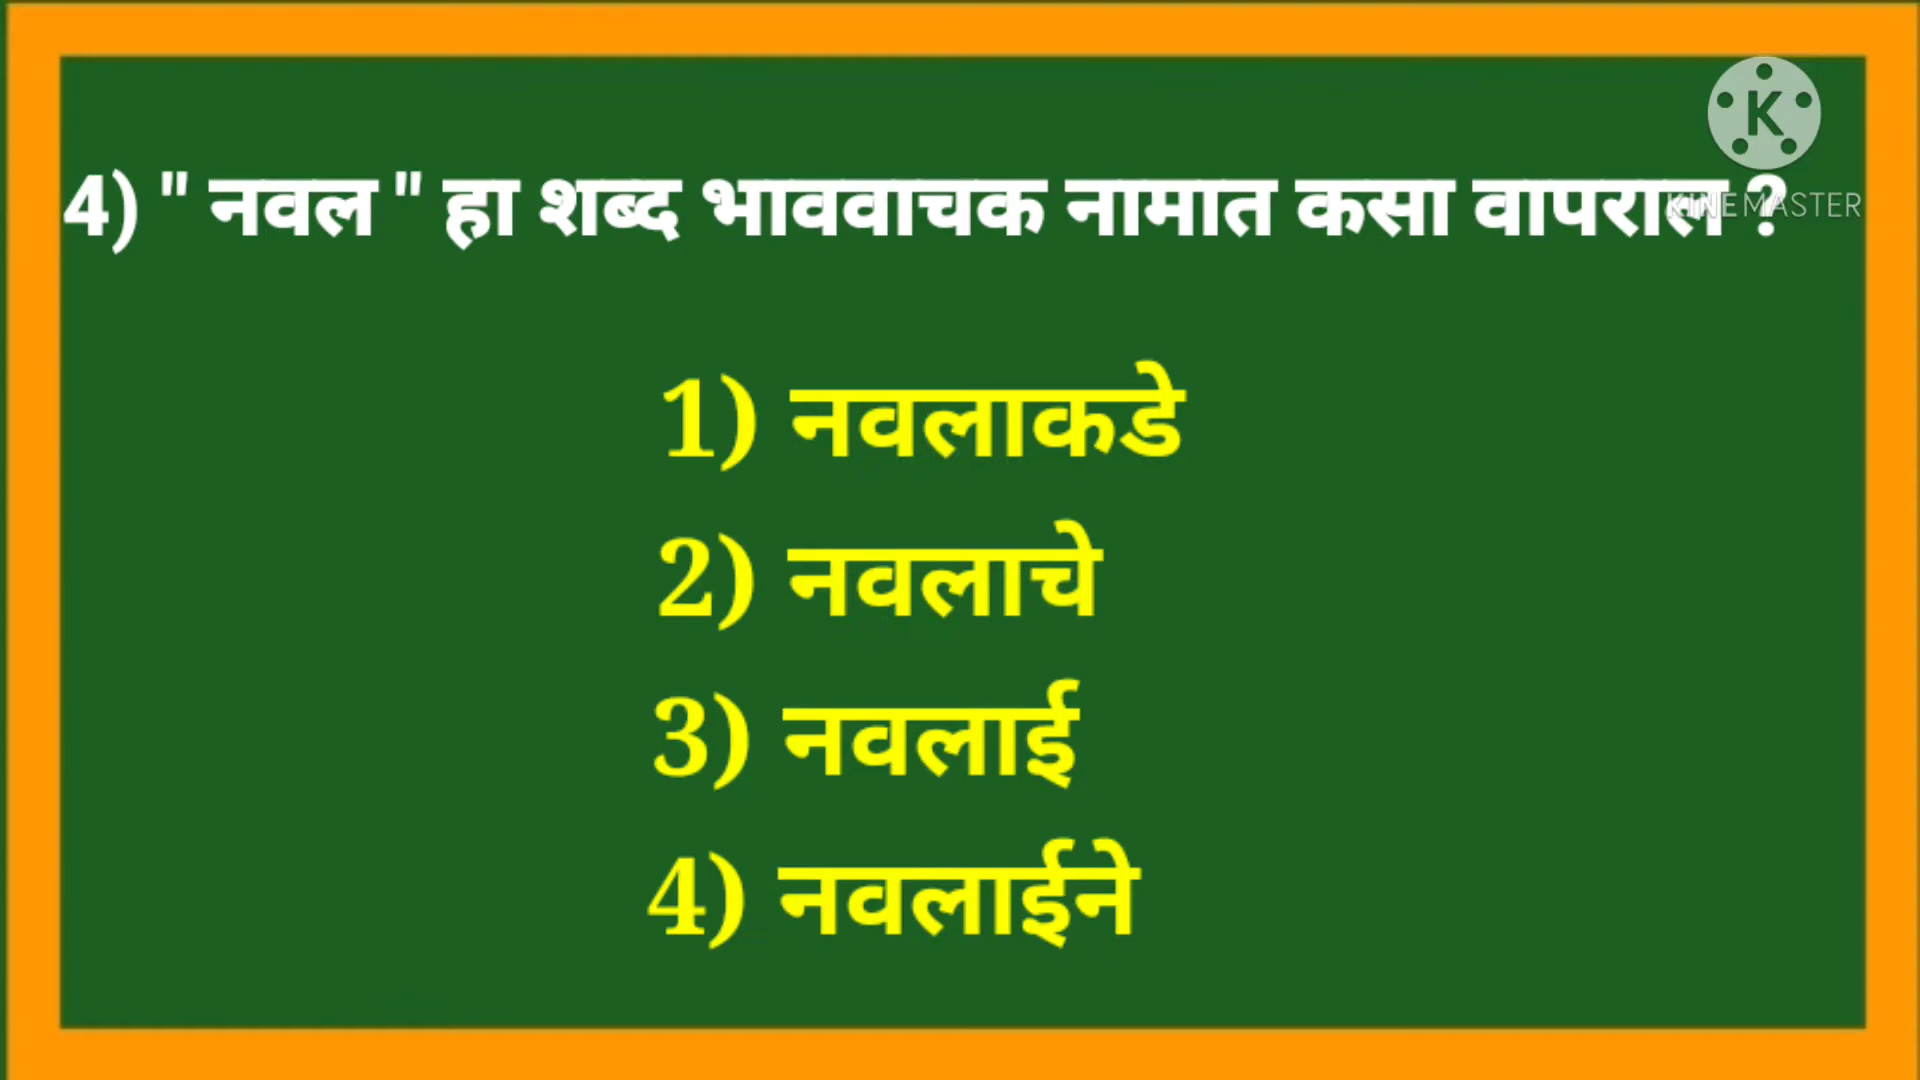 K
KINEMASTER
4) " नवल " हा शब्द भाववाचक नामात कसा वापराल ?
1) नवलाकडे
2) नवलाचे
3) नवलाई
4) नवलाईने